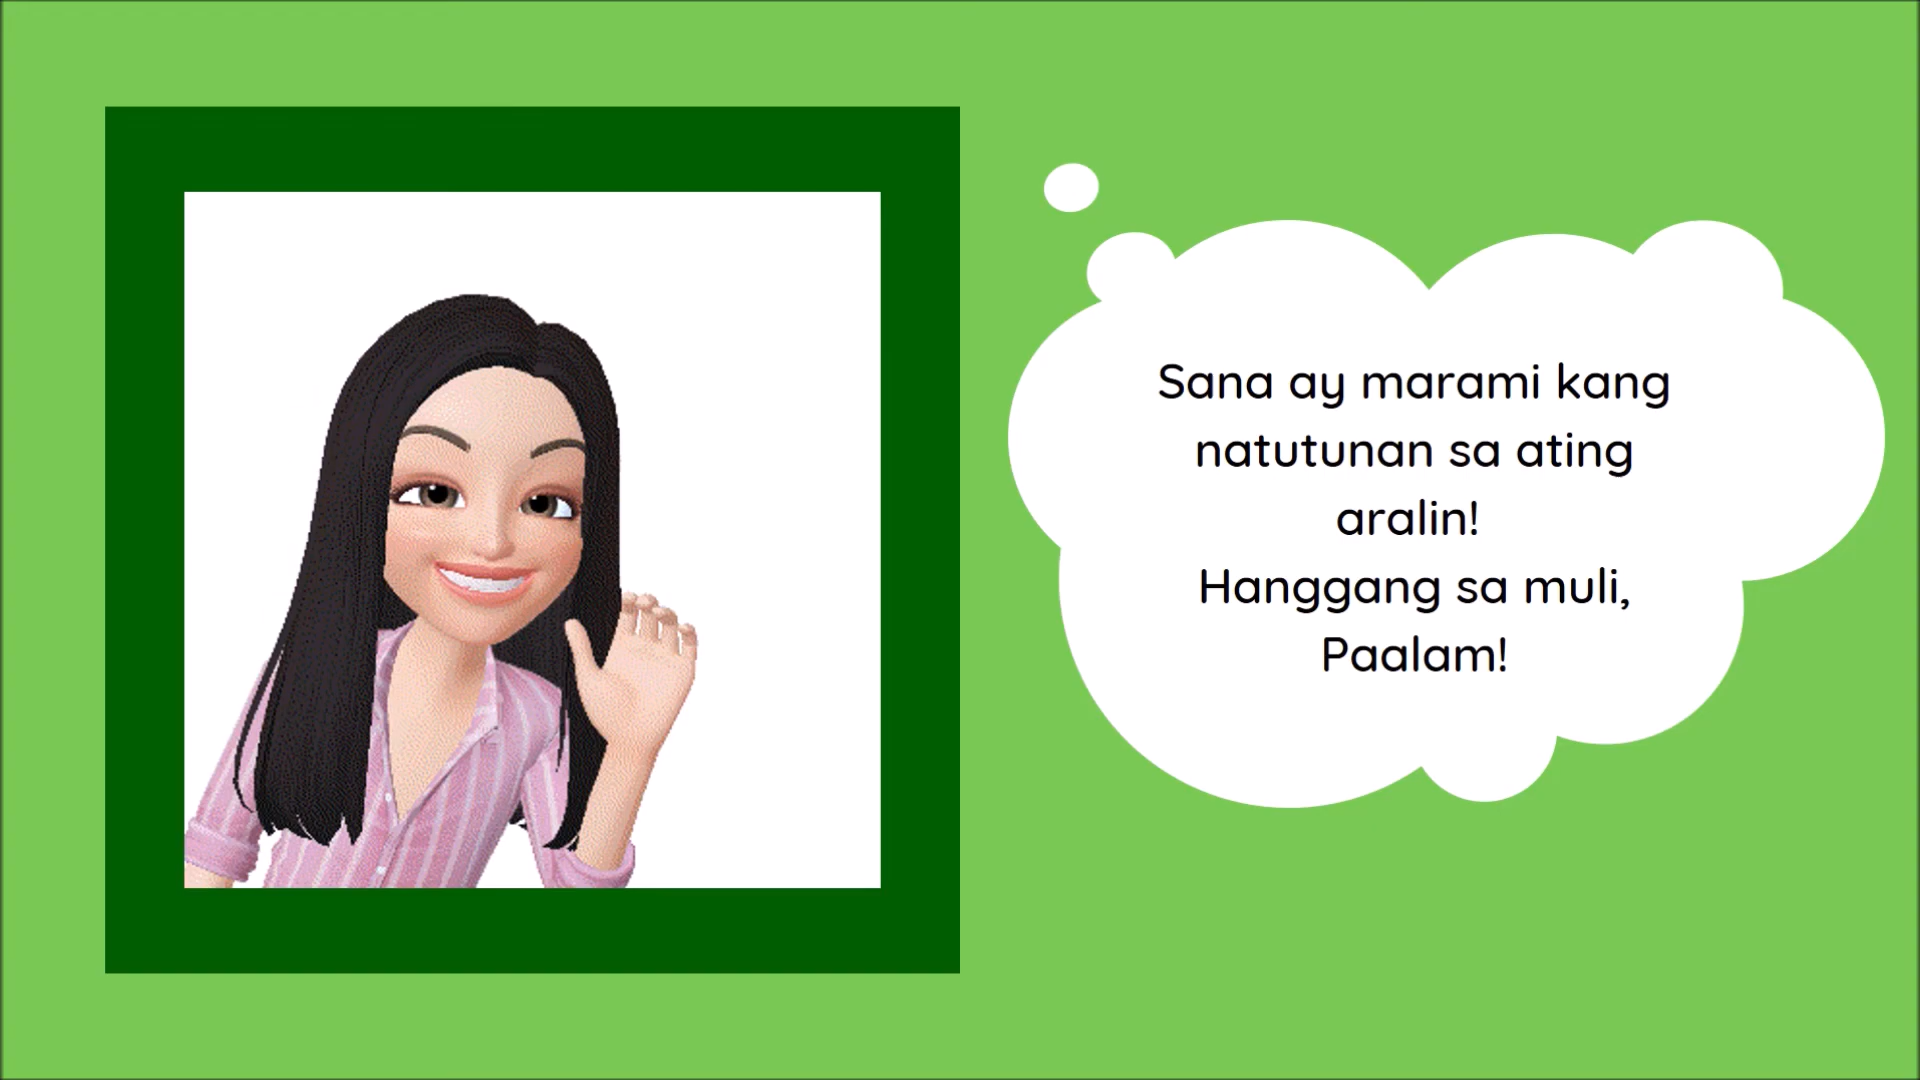 Sana ay marami kang
natutunan sa ating
aralin!
Hanggang sa muli,
Paalam!